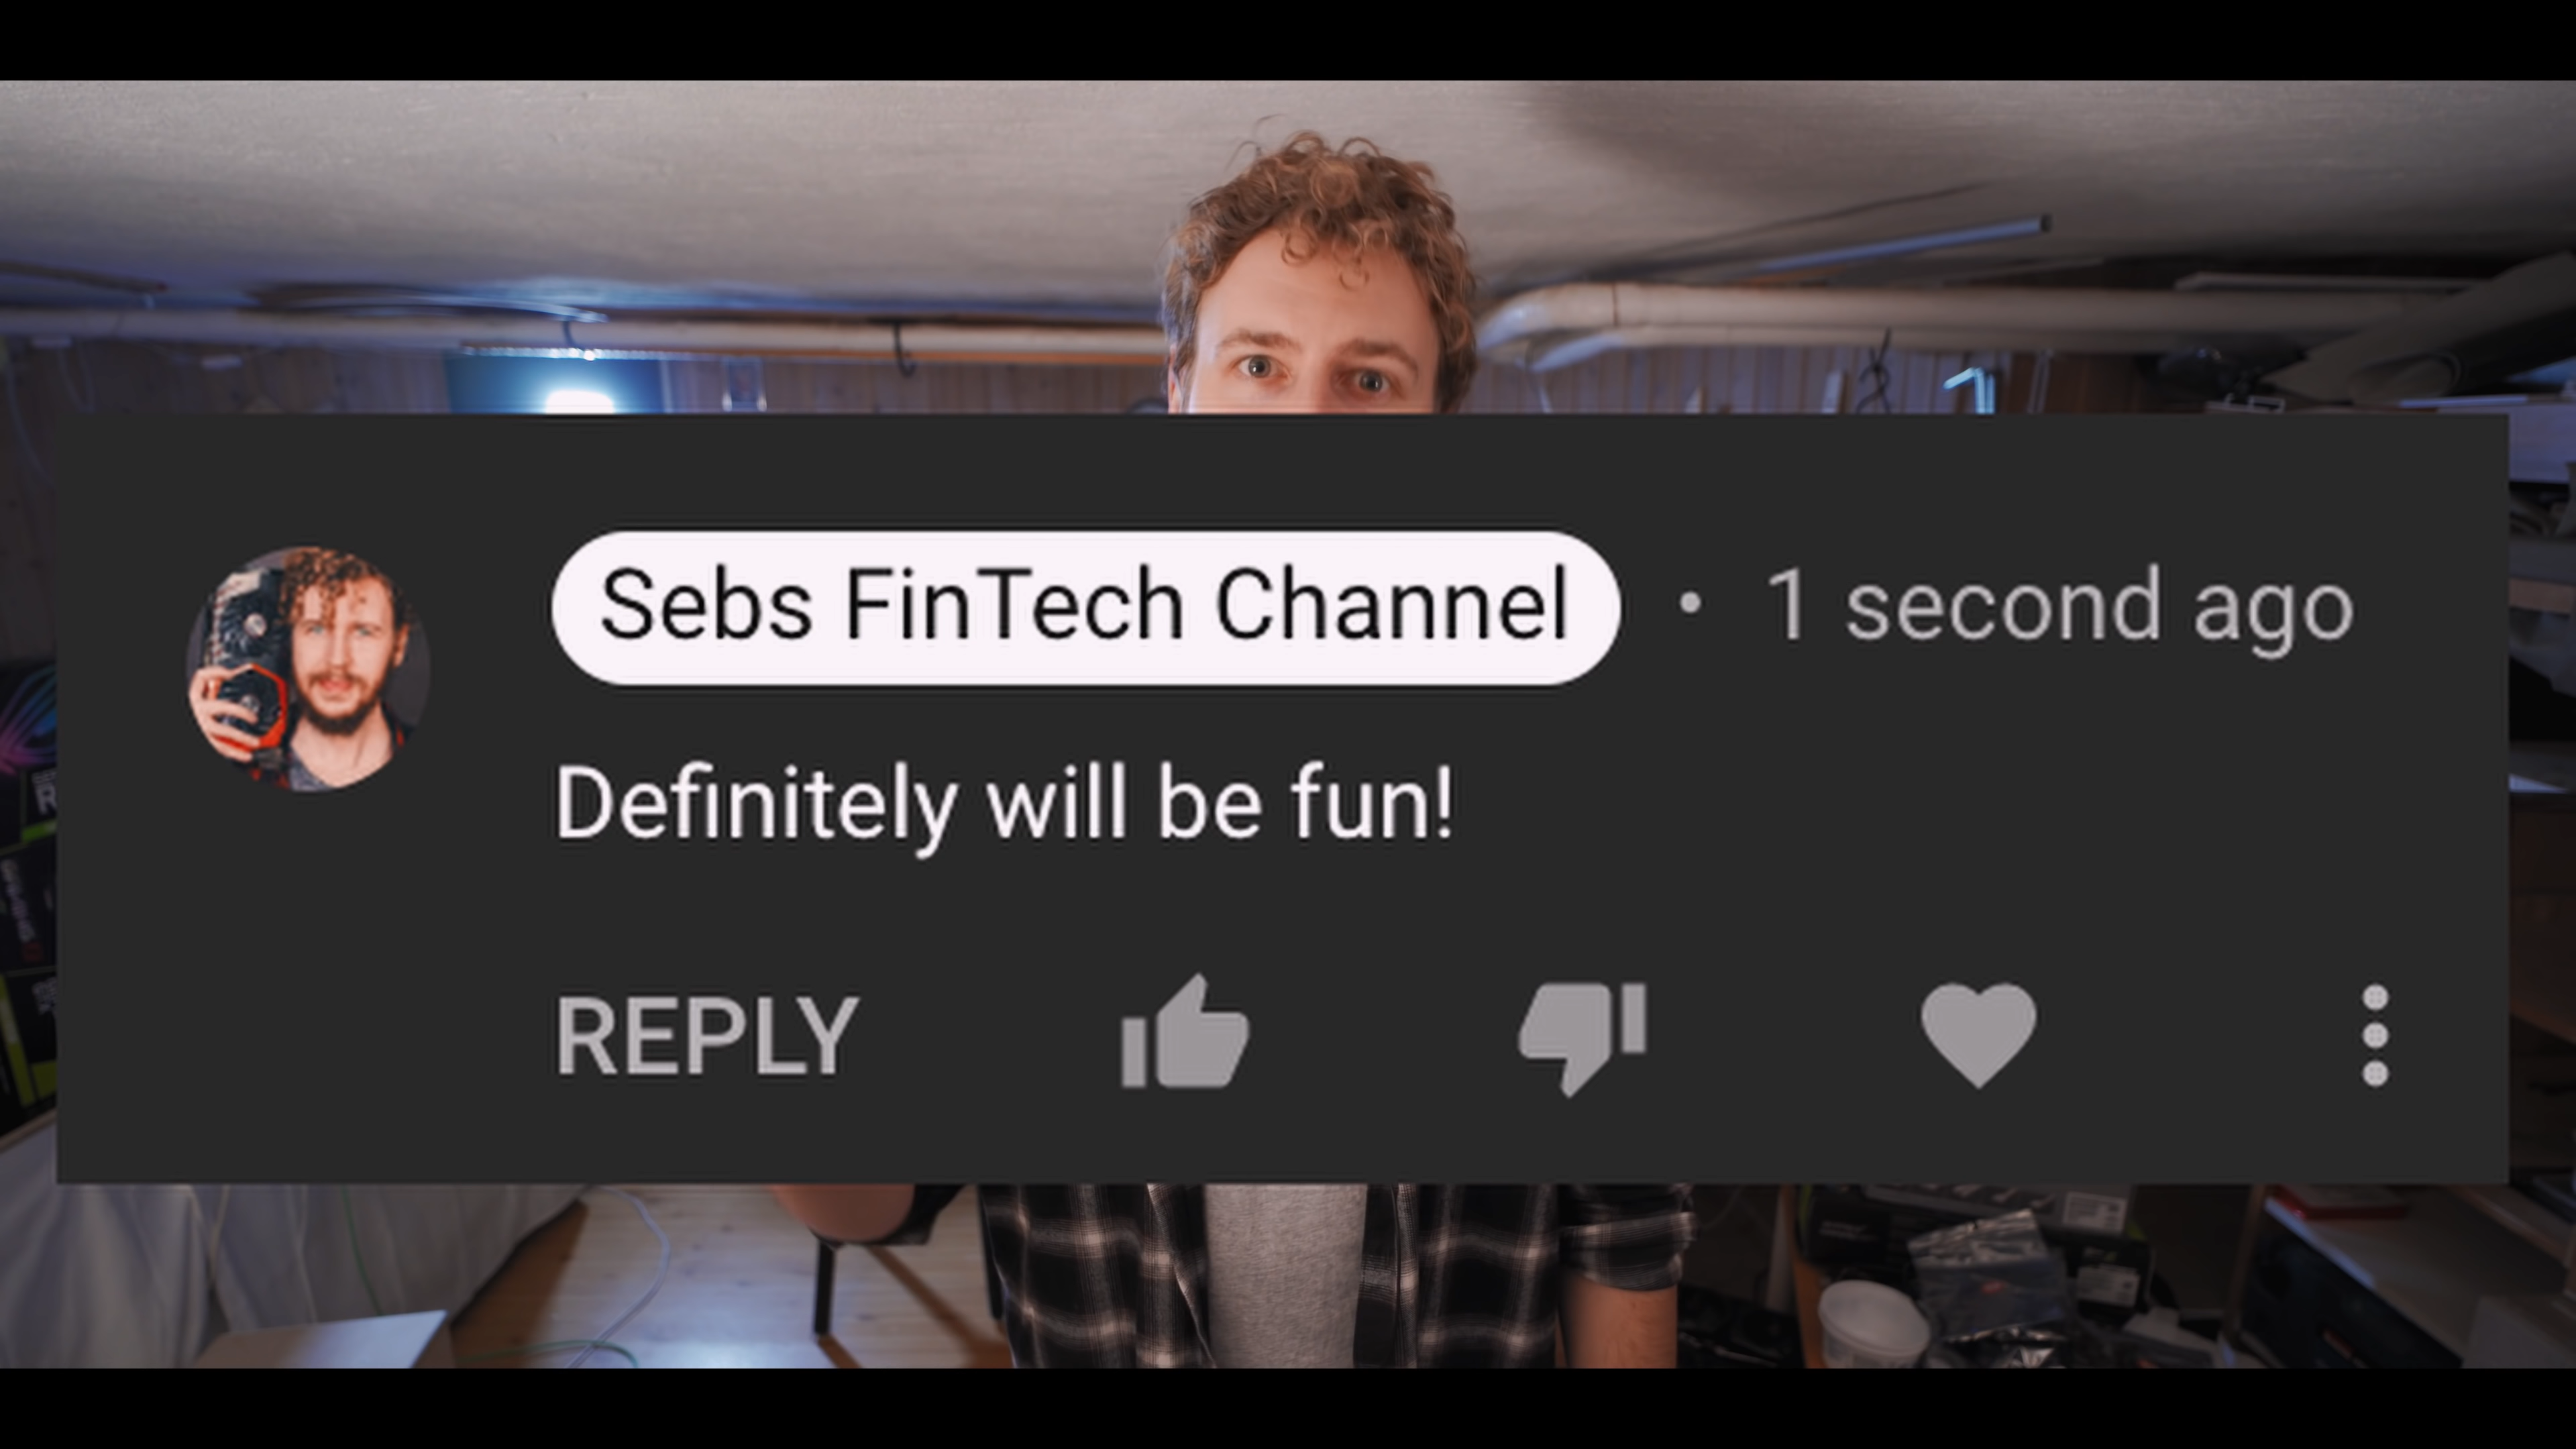 Sebs FinTech Channel • 1 second ago
Definitely will be fun!
REPLY